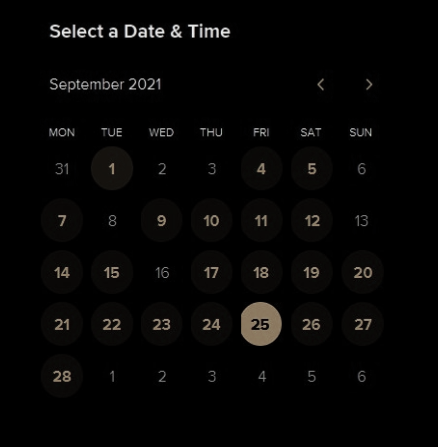 Select a Date & Time
September 2021
MON TUE WED THU FRI SAT SUN
31 1 2 3 4 5 6
7 8 9 10 11 12 13
14 15 16 17 18 19 20
21 22 23 24 25 26 27
28 1 2 3 4 5 6